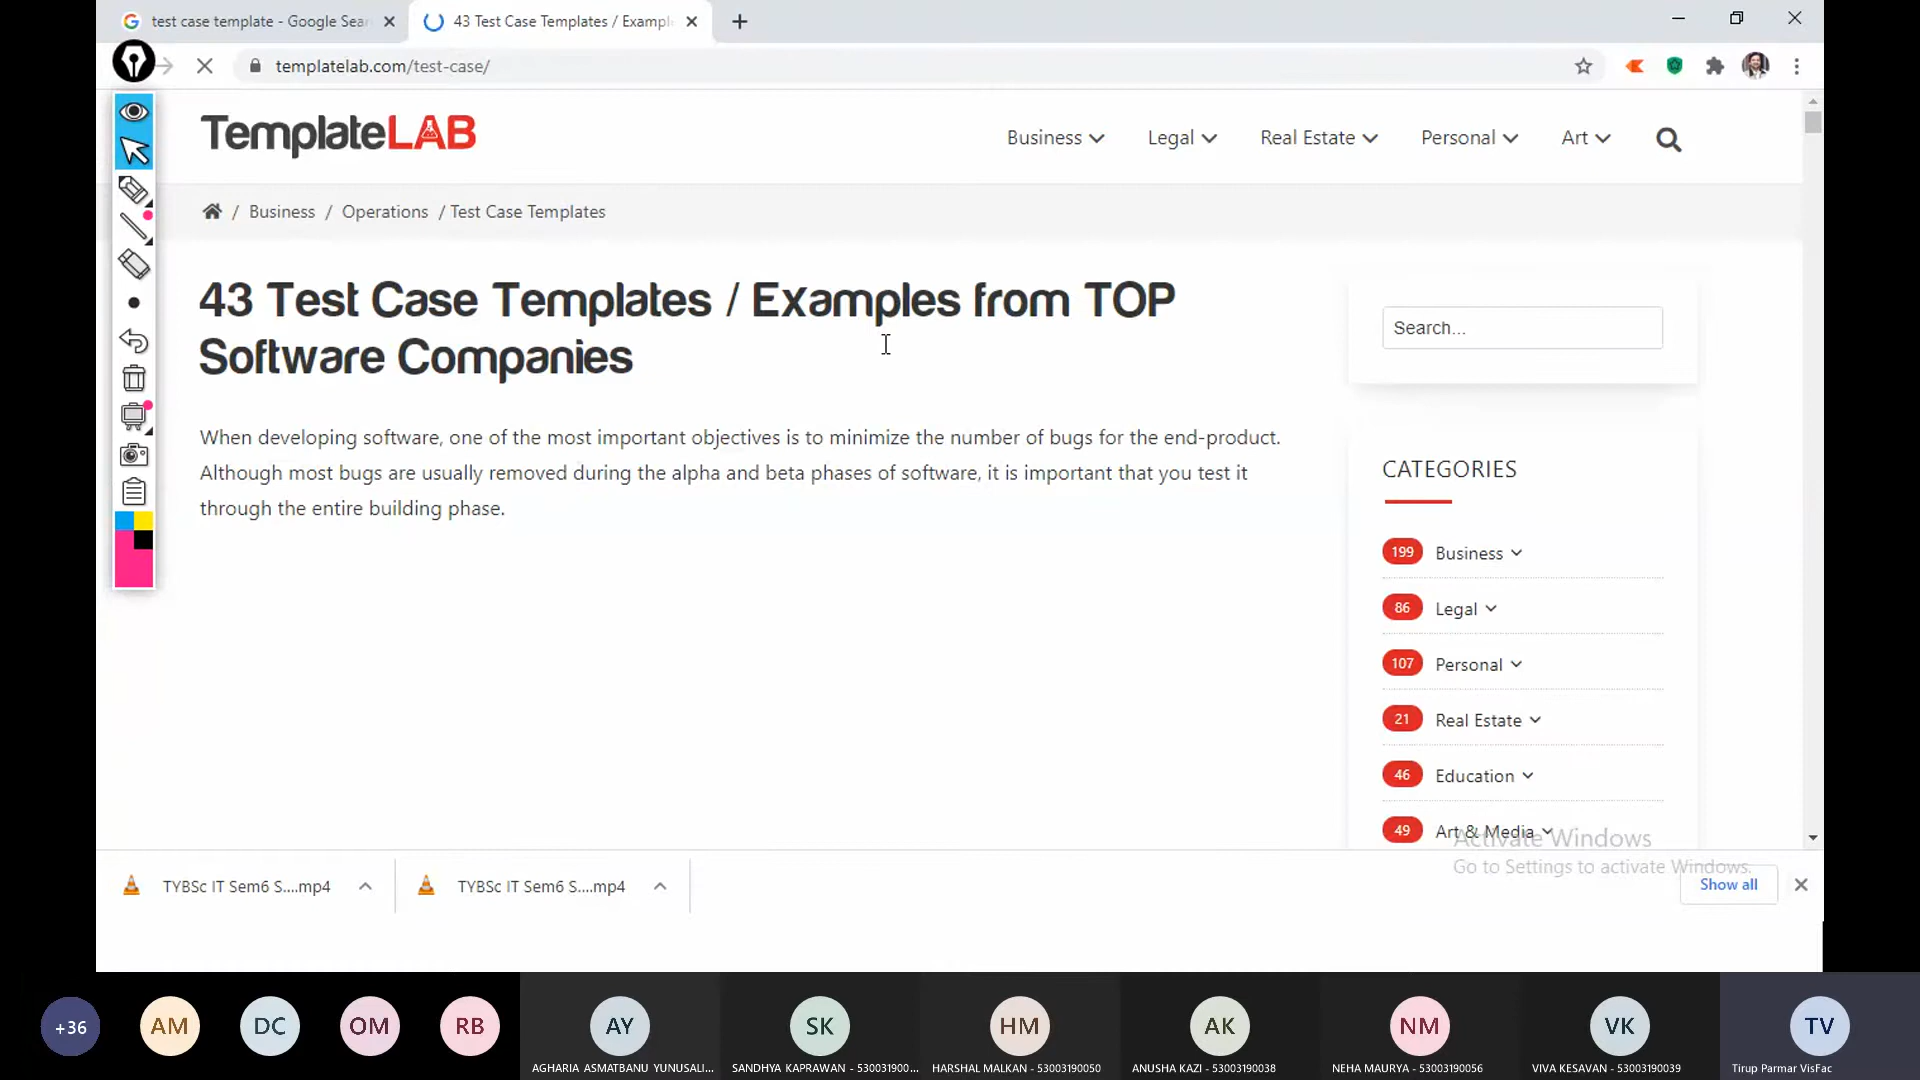 test case template - Google Sear
43 Test Case Templates / Exampl
templatelab.com/test-case/
TemplateLAB
Business
Legal
Real Estate
Personal
Art
/ Business / Operations / Test Case Templates
43 Test Case Templates / Examples from TOP
Software Companies
When developing software, one of the most important objectives is to minimize the number of bugs for the end-product.
Although most bugs are usually removed during the alpha and beta phases of software, it is important that you test it
through the entire building phase.
Search...
CATEGORIES
199 Business
86 Legal
107 Personal
21 Real Estate
46 Education
49 Art & Media
Activate Windows
Go to Settings to activate Windows.
TYBSc IT Sem6 S....mp4
TYBSc IT Sem6 S....mp4
Show all
+36
AM
DC
OM
RB
AY
SK
HM
AK
NM
VK
TV
AGHARIA ASMATBANU YUNUSALI...
SANDHYA KAPRAWAN - 530031900...
HARSHAL MALKAN - 53003190050
ANUSHA KAZI - 53003190038
NEHA MAURYA - 53003190056
VIVA KESAVAN - 53003190039
Tirup Parmar VisFac